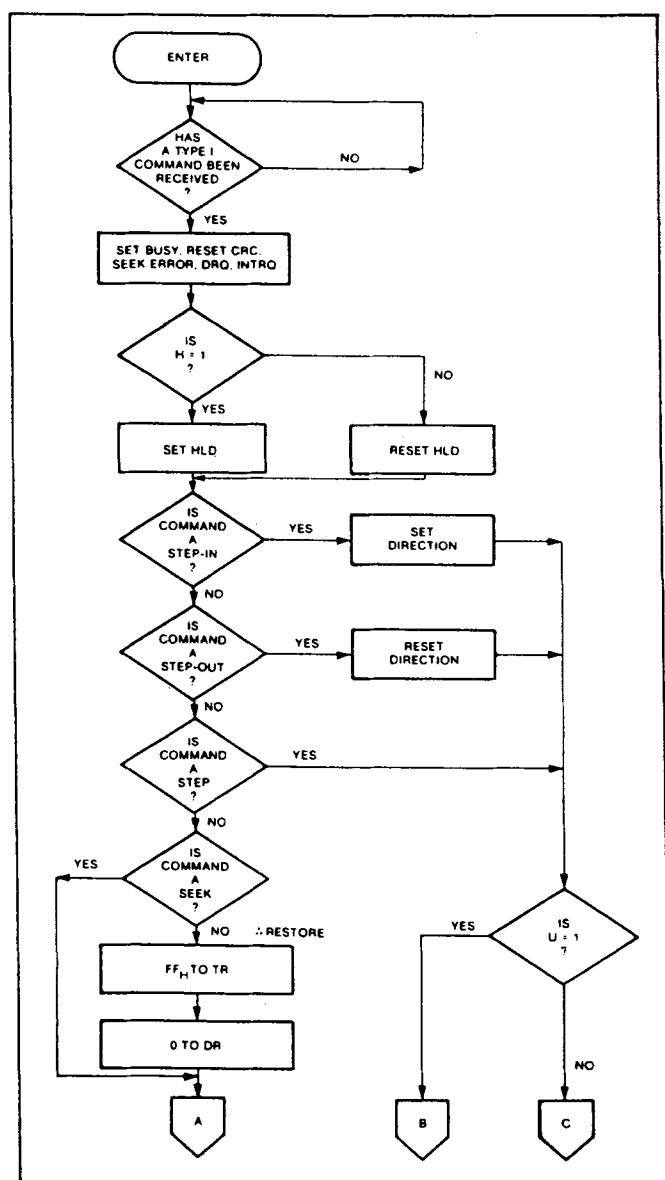 ENTER
HAS
A TYPE I
COMMAND BEEN
RECEIVED
?
NO
YES
SET BUSY, RESET CRC,
SEEK ERROR, DRQ, INTRQ
IS
H = 1
?
NO
YES
SET HLD
RESET HLD
IS
COMMAND
A
STEP-IN
?
YES
SET
DIRECTION
NO
IS
COMMAND
A
STEP-OUT
?
YES
RESET
DIRECTION
NO
IS
COMMAND
A
STEP
?
YES
NO
IS
COMMAND
A
SEEK
?
YES
NO ∴ RESTORE
FFH TO TR
0 TO DR
A
IS
U = 1
?
YES
NO
B
C